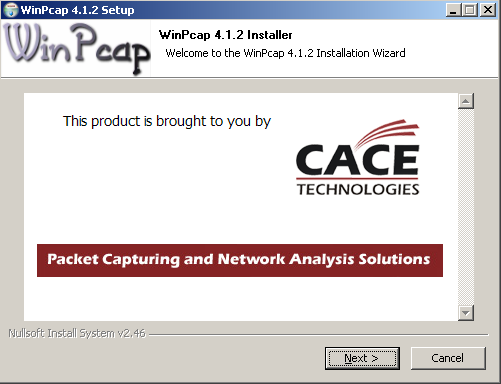 WinPcap 4.1.2 Setup
WinPcap
WinPcap 4.1.2 Installer
Welcome to the WinPcap 4.1.2 Installation Wizard
This product is brought to you by
CACE
TECHNOLOGIES
Packet Capturing and Network Analysis Solutions
Nullsoft Install System v2.46
Next >
Cancel